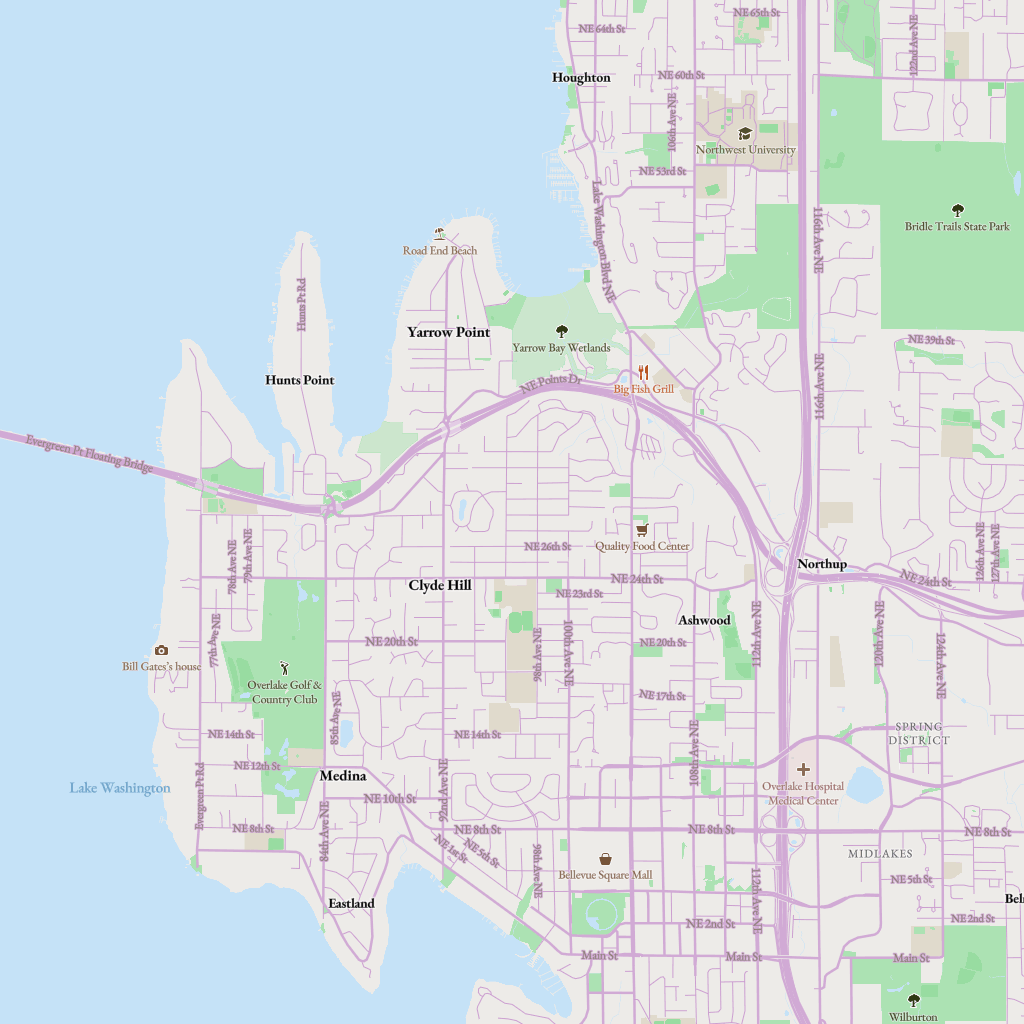 NE 65th St
NE 64th St
122nd Ave NE
Houghton
NE 60th St
106th Ave NE
Northwest University
NE 53rd St
Lake Washington Blvd NE
116th Ave NE
Bridle Trails State Park
Road End Beach
Hunts Pt Rd
Yarrow Point
Yarrow Bay Wetlands
NE 39th St
Hunts Point
NE Points Dr
Big Fish Grill
116th Ave NE
Evergreen Pt Floating Bridge
Quality Food Center
NE 26th St
78th Ave NE
79th Ave NE
126th Ave NE
127th Ave NE
Northup
NE 24th St
NE 24th St
Clyde Hill
NE 23rd St
Ashwood
77th Ave NE
NE 20th St
98th Ave NE
100th Ave NE
NE 20th St
112th Ave NE
120th Ave NE
124th Ave NE
Bill Gates's house
Overlake Golf &
Country Club
NE 17th St
85th Ave NE
NE 14th St
NE 14th St
108th Ave NE
SPRING
DISTRICT
NE 12th St
Medina
Lake Washington
Evergreen Pt Rd
92nd Ave NE
Overlake Hospital
Medical Center
NE 10th St
NE 8th St
84th Ave NE
NE 8th St
NE 8th St
NE 8th St
NE 1st St
NE 5th St
98th Ave NE
MIDLAKES
Bellevue Square Mall
NE 5th St
112th Ave NE
Eastland
Bel
NE 2nd St
NE 2nd St
Main St
Main St
Main St
Wilburton